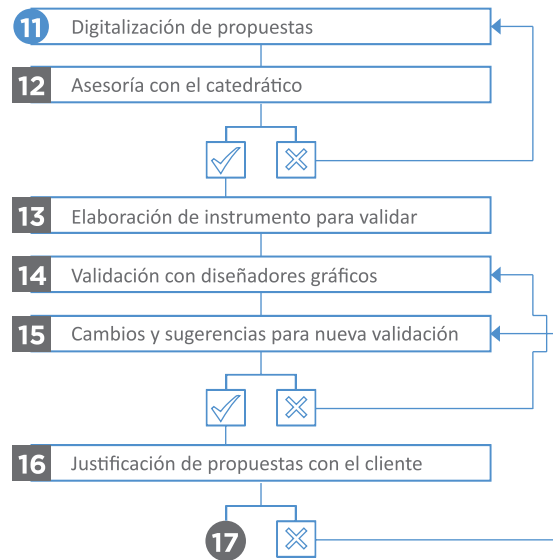 11 Digitalización de propuestas
12 Asesoría con el catedrático
13 Elaboración de instrumento para validar
14 Validación con diseñadores gráficos
15 Cambios y sugerencias para nueva validación
16 Justificación de propuestas con el cliente
17